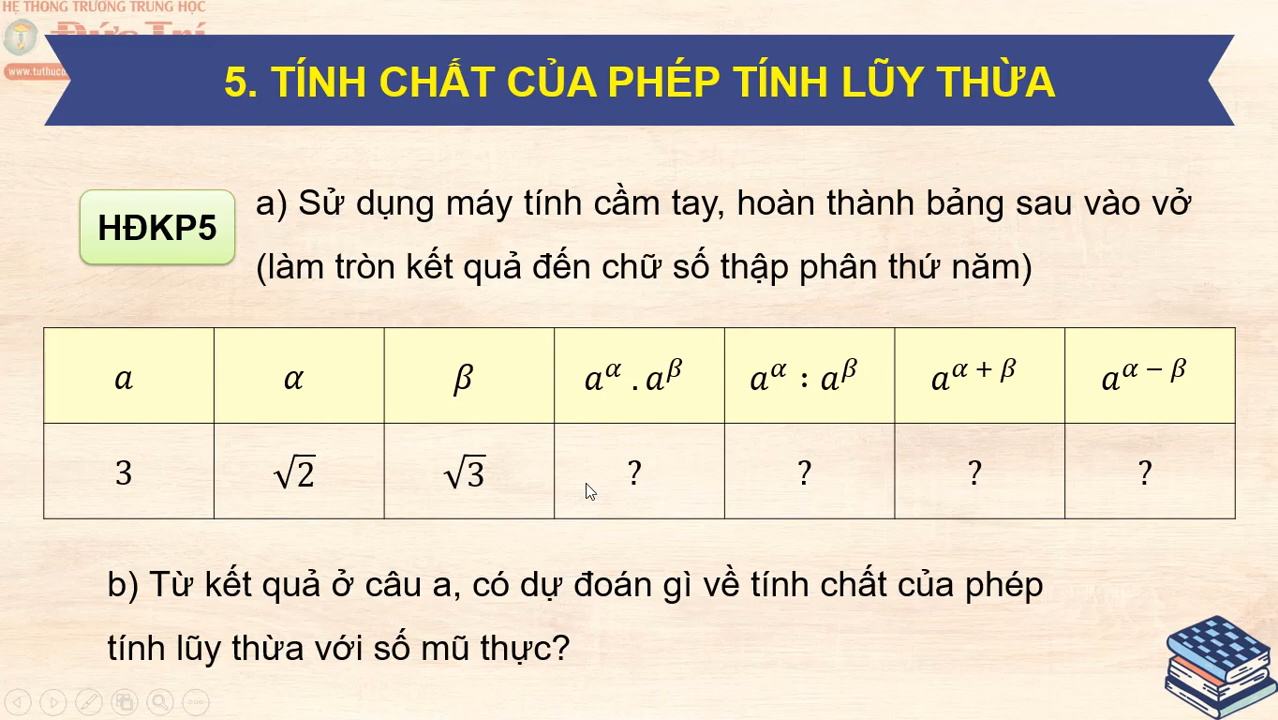 HỆ THỐNG TRƯỜNG TRUNG HỌC
Đức Trí
5. TÍNH CHẤT CỦA PHÉP TÍNH LŨY THỪA
HĐKP5
a) Sử dụng máy tính cầm tay, hoàn thành bảng sau vào vở
(làm tròn kết quả đến chữ số thập phân thứ năm)
a α β a^α . a^β a^α : a^β a^(α + β) a^(α − β)
3 √2 √3 ? ? ? ?
b) Từ kết quả ở câu a, có dự đoán gì về tính chất của phép
tính lũy thừa với số mũ thực?